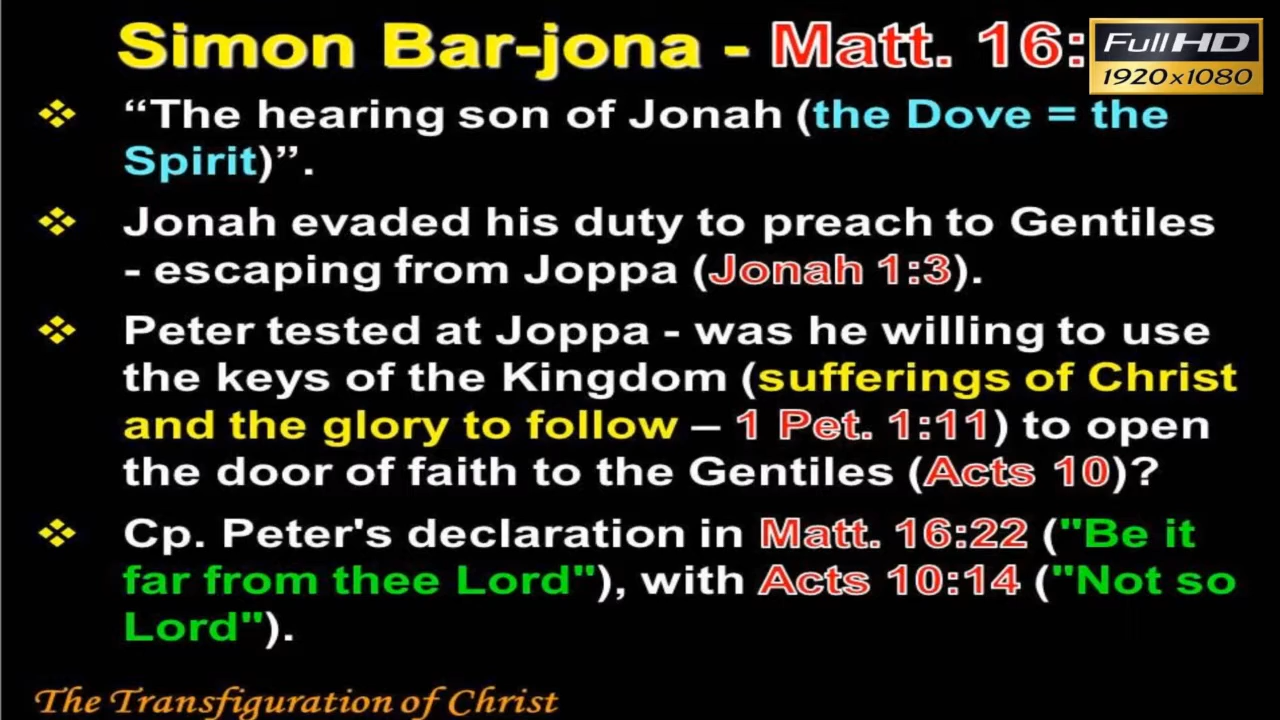 Simon Bar-jona - Matt. 16:
Full HD
1920x1080
“The hearing son of Jonah (the Dove = the
Spirit)”.
Jonah evaded his duty to preach to Gentiles
- escaping from Joppa (Jonah 1:3).
Peter tested at Joppa - was he willing to use
the keys of the Kingdom (sufferings of Christ
and the glory to follow – 1 Pet. 1:11) to open
the door of faith to the Gentiles (Acts 10)?
Cp. Peter's declaration in Matt. 16:22 ("Be it
far from thee Lord"), with Acts 10:14 ("Not so
Lord").
The Transfiguration of Christ